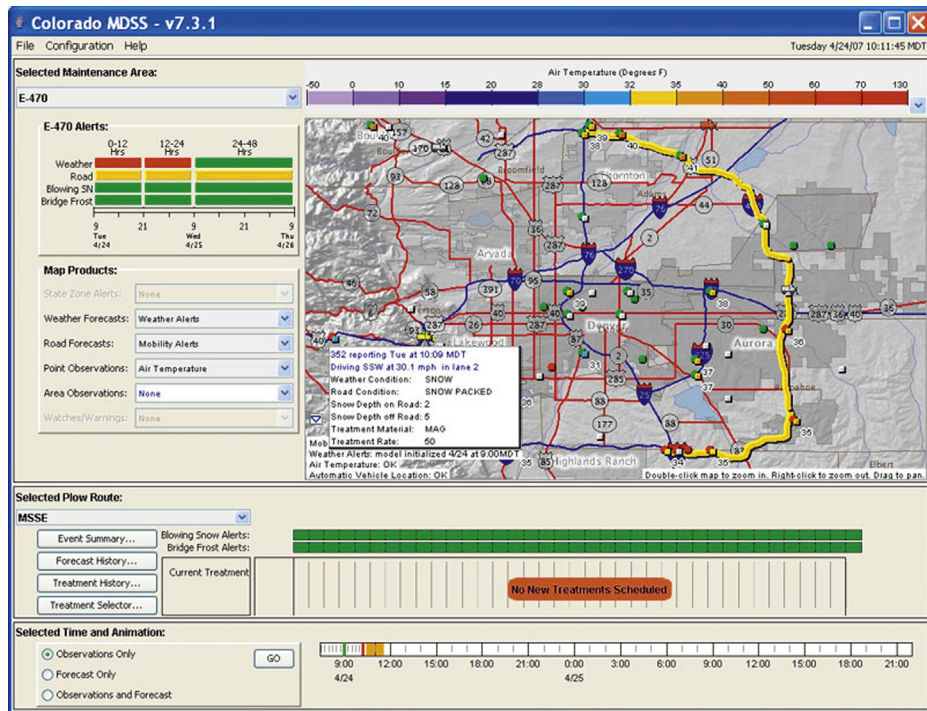 Colorado MDSS - v7.3.1
File Configuration Help
Tuesday 4/24/07 10:11:45 MDT
Selected Maintenance Area:
E-470
Air Temperature (Degrees F)
-50 0 10 15 20 25 30 32 35 40 70 130
E-470 Alerts:
0-12 Hrs
12-24 Hrs
24-48 Hrs
Weather
Road
Blowing SN
Bridge Frost
9 21 9 21 9
Tue Wed Thu
4/24 4/25 4/26
Map Products:
State Zone Alerts: None
Weather Forecasts: Weather Alerts
Road Forecasts: Mobility Alerts
Point Observations: Air Temperature
Area Observations: None
Watches/Warnings: None
Broomfield
Thornton
Arvada
Denver
Lakewood
Aurora
Highlands Ranch
Elbert
352 reporting Tue at 10:09 MDT
Driving SSW at 30.1 mph in lane 2
Weather Condition: SNOW
Road Condition: SNOW PACKED
Snow Depth on Road: 2
Snow Depth off Road: 5
Treatment Material: MAG
Treatment Rate: 50
Weather Alerts: model initialized 4/24 at 9:00MDT
Air Temperature: OK
Automatic Vehicle Location: OK
Double-click map to zoom in. Right-click to zoom out. Drag to pan.
Selected Plow Route:
MSSE
Event Summary...
Forecast History...
Treatment History...
Treatment Selector...
Blowing Snow Alerts:
Bridge Frost Alerts:
Current Treatment
No New Treatments Scheduled
Selected Time and Animation:
Observations Only
Forecast Only
Observations and Forecast
GO
9:00 12:00 15:00 18:00 21:00 0:00 3:00 6:00 9:00 12:00 15:00 18:00 21:00
4/24 4/25